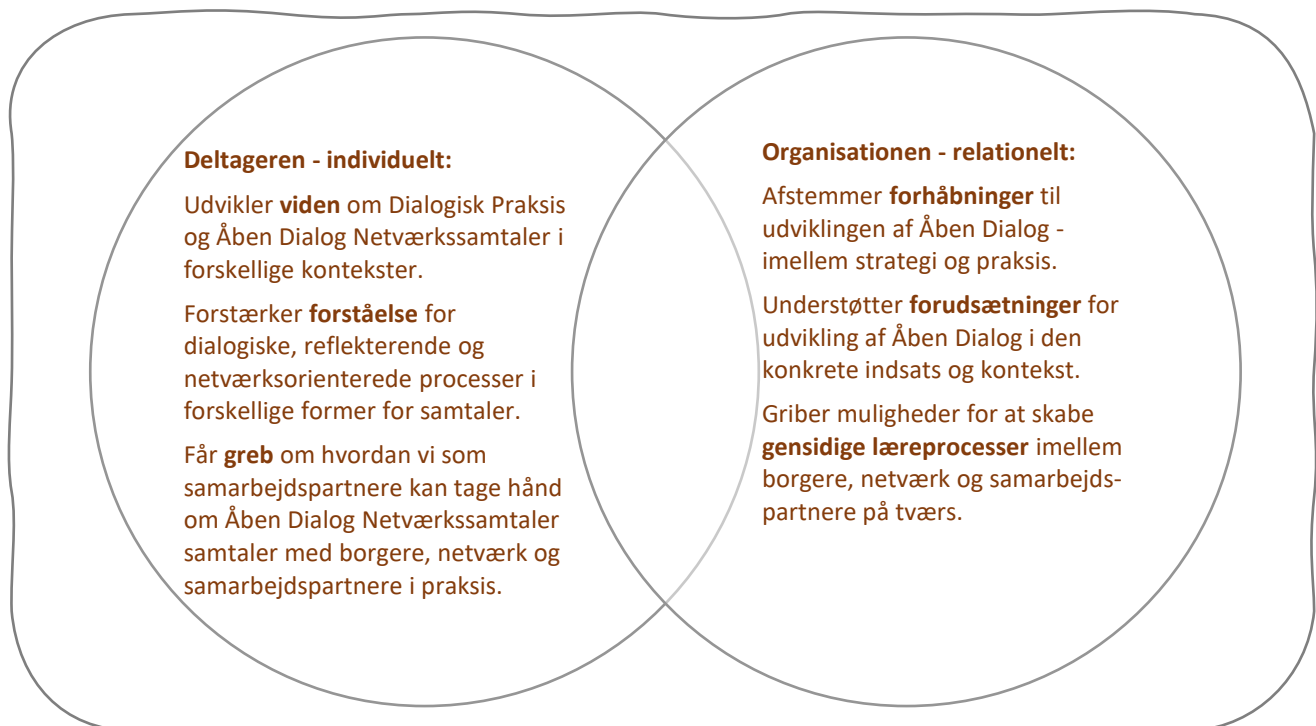 Deltageren - individuelt:
Udvikler viden om Dialogisk Praksis
og Åben Dialog Netværkssamtaler i
forskellige kontekster.
Forstærker forståelse for
dialogiske, reflekterende og
netværksorienterede processer i
forskellige former for samtaler.
Får greb om hvordan vi som
samarbejdspartnere kan tage hånd
om Åben Dialog Netværkssamtaler
samtaler med borgere, netværk og
samarbejdspartnere i praksis.
Organisationen - relationelt:
Afstemmer forhåbninger til
udviklingen af Åben Dialog -
imellem strategi og praksis.
Understøtter forudsætninger for
udvikling af Åben Dialog i den
konkrete indsats og kontekst.
Griber muligheder for at skabe
gensidige læreprocesser imellem
borgere, netværk og samarbejds-
partnere på tværs.